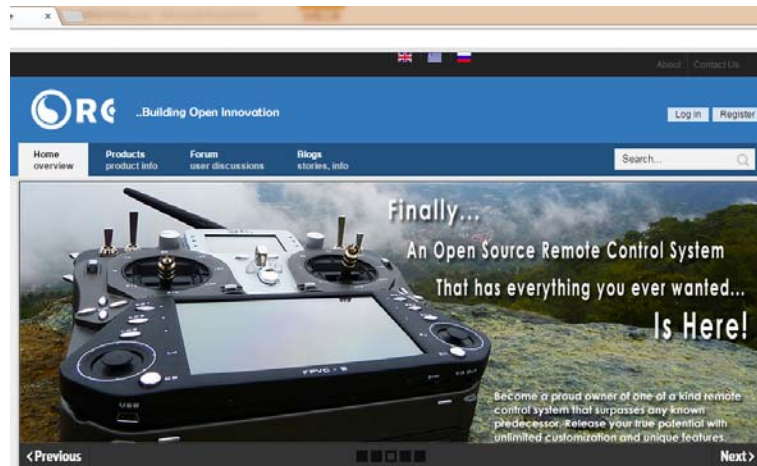 About Contact Us
ORC ..Building Open Innovation
Log in Register
Home
overview
Products
product info
Forum
user discussions
Blogs
stories, info
Search...
Finally...
An Open Source Remote Control System
That has everything you ever wanted...
Is Here!
USB
Become a proud owner of one of a kind remote
control system that surpasses any known
predecessor. Release your true potential with
unlimited customization and unique features.
<Previous
Next>